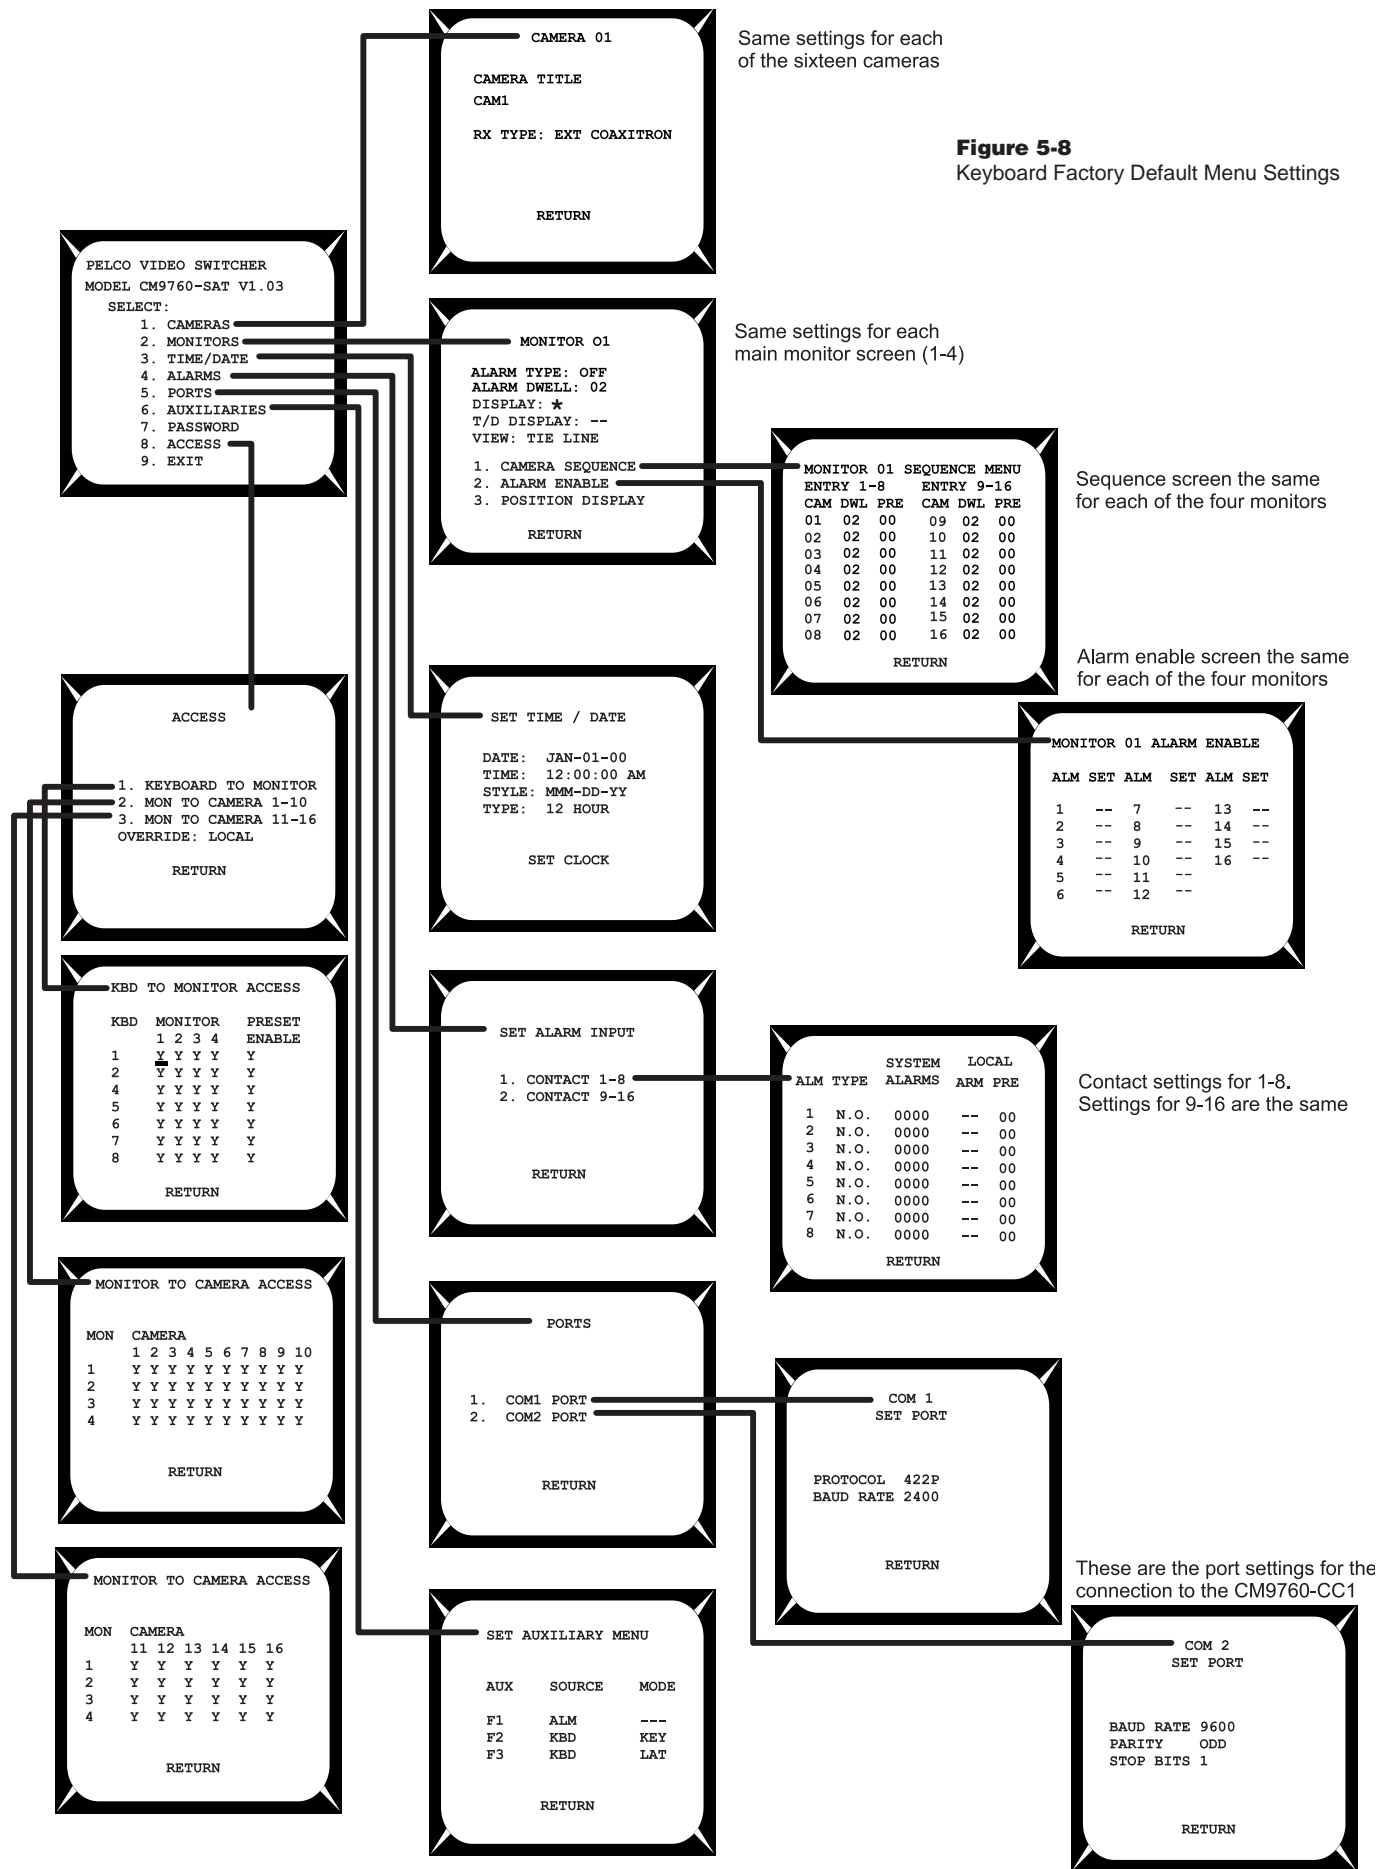 CAMERA 01
CAMERA TITLE
CAM1
RX TYPE: EXT COAXITRON
RETURN
Same settings for each
of the sixteen cameras
Figure 5-8
Keyboard Factory Default Menu Settings
PELCO VIDEO SWITCHER
MODEL CM9760-SAT V1.03
SELECT:
1. CAMERAS
2. MONITORS
3. TIME/DATE
4. ALARMS
5. PORTS
6. AUXILIARIES
7. PASSWORD
8. ACCESS
9. EXIT
MONITOR O1
ALARM TYPE: OFF
ALARM DWELL: 02
DISPLAY: *
T/D DISPLAY: --
VIEW: TIE LINE
1. CAMERA SEQUENCE
2. ALARM ENABLE
3. POSITION DISPLAY
RETURN
Same settings for each
main monitor screen (1-4)
MONITOR 01 SEQUENCE MENU
ENTRY 1-8 ENTRY 9-16
CAM DWL PRE CAM DWL PRE
01 02 00 09 02 00
02 02 00 10 02 00
03 02 00 11 02 00
04 02 00 12 02 00
05 02 00 13 02 00
06 02 00 14 02 00
07 02 00 15 02 00
08 02 00 16 02 00
RETURN
Sequence screen the same
for each of the four monitors
Alarm enable screen the same
for each of the four monitors
MONITOR 01 ALARM ENABLE
ALM SET ALM SET ALM SET
1 -- 7 -- 13 --
2 -- 8 -- 14 --
3 -- 9 -- 15 --
4 -- 10 -- 16 --
5 -- 11 --
6 -- 12 --
RETURN
ACCESS
1. KEYBOARD TO MONITOR
2. MON TO CAMERA 1-10
3. MON TO CAMERA 11-16
OVERRIDE: LOCAL
RETURN
SET TIME / DATE
DATE: JAN-01-00
TIME: 12:00:00 AM
STYLE: MMM-DD-YY
TYPE: 12 HOUR
SET CLOCK
KBD TO MONITOR ACCESS
KBD MONITOR PRESET
1 2 3 4 ENABLE
1 Y Y Y Y Y
2 Y Y Y Y Y
4 Y Y Y Y Y
5 Y Y Y Y Y
6 Y Y Y Y Y
7 Y Y Y Y Y
8 Y Y Y Y Y
RETURN
SET ALARM INPUT
1. CONTACT 1-8
2. CONTACT 9-16
RETURN
SYSTEM LOCAL
ALM TYPE ALARMS ARM PRE
1 N.O. 0000 -- 00
2 N.O. 0000 -- 00
3 N.O. 0000 -- 00
4 N.O. 0000 -- 00
5 N.O. 0000 -- 00
6 N.O. 0000 -- 00
7 N.O. 0000 -- 00
8 N.O. 0000 -- 00
RETURN
Contact settings for 1-8.
Settings for 9-16 are the same
MONITOR TO CAMERA ACCESS
MON CAMERA
1 2 3 4 5 6 7 8 9 10
1 Y Y Y Y Y Y Y Y Y Y
2 Y Y Y Y Y Y Y Y Y Y
3 Y Y Y Y Y Y Y Y Y Y
4 Y Y Y Y Y Y Y Y Y Y
RETURN
PORTS
1. COM1 PORT
2. COM2 PORT
RETURN
COM 1
SET PORT
PROTOCOL 422P
BAUD RATE 2400
RETURN
MONITOR TO CAMERA ACCESS
MON CAMERA
11 12 13 14 15 16
1 Y Y Y Y Y Y
2 Y Y Y Y Y Y
3 Y Y Y Y Y Y
4 Y Y Y Y Y Y
RETURN
SET AUXILIARY MENU
AUX SOURCE MODE
F1 ALM ---
F2 KBD KEY
F3 KBD LAT
RETURN
These are the port settings for the
connection to the CM9760-CC1
COM 2
SET PORT
BAUD RATE 9600
PARITY ODD
STOP BITS 1
RETURN